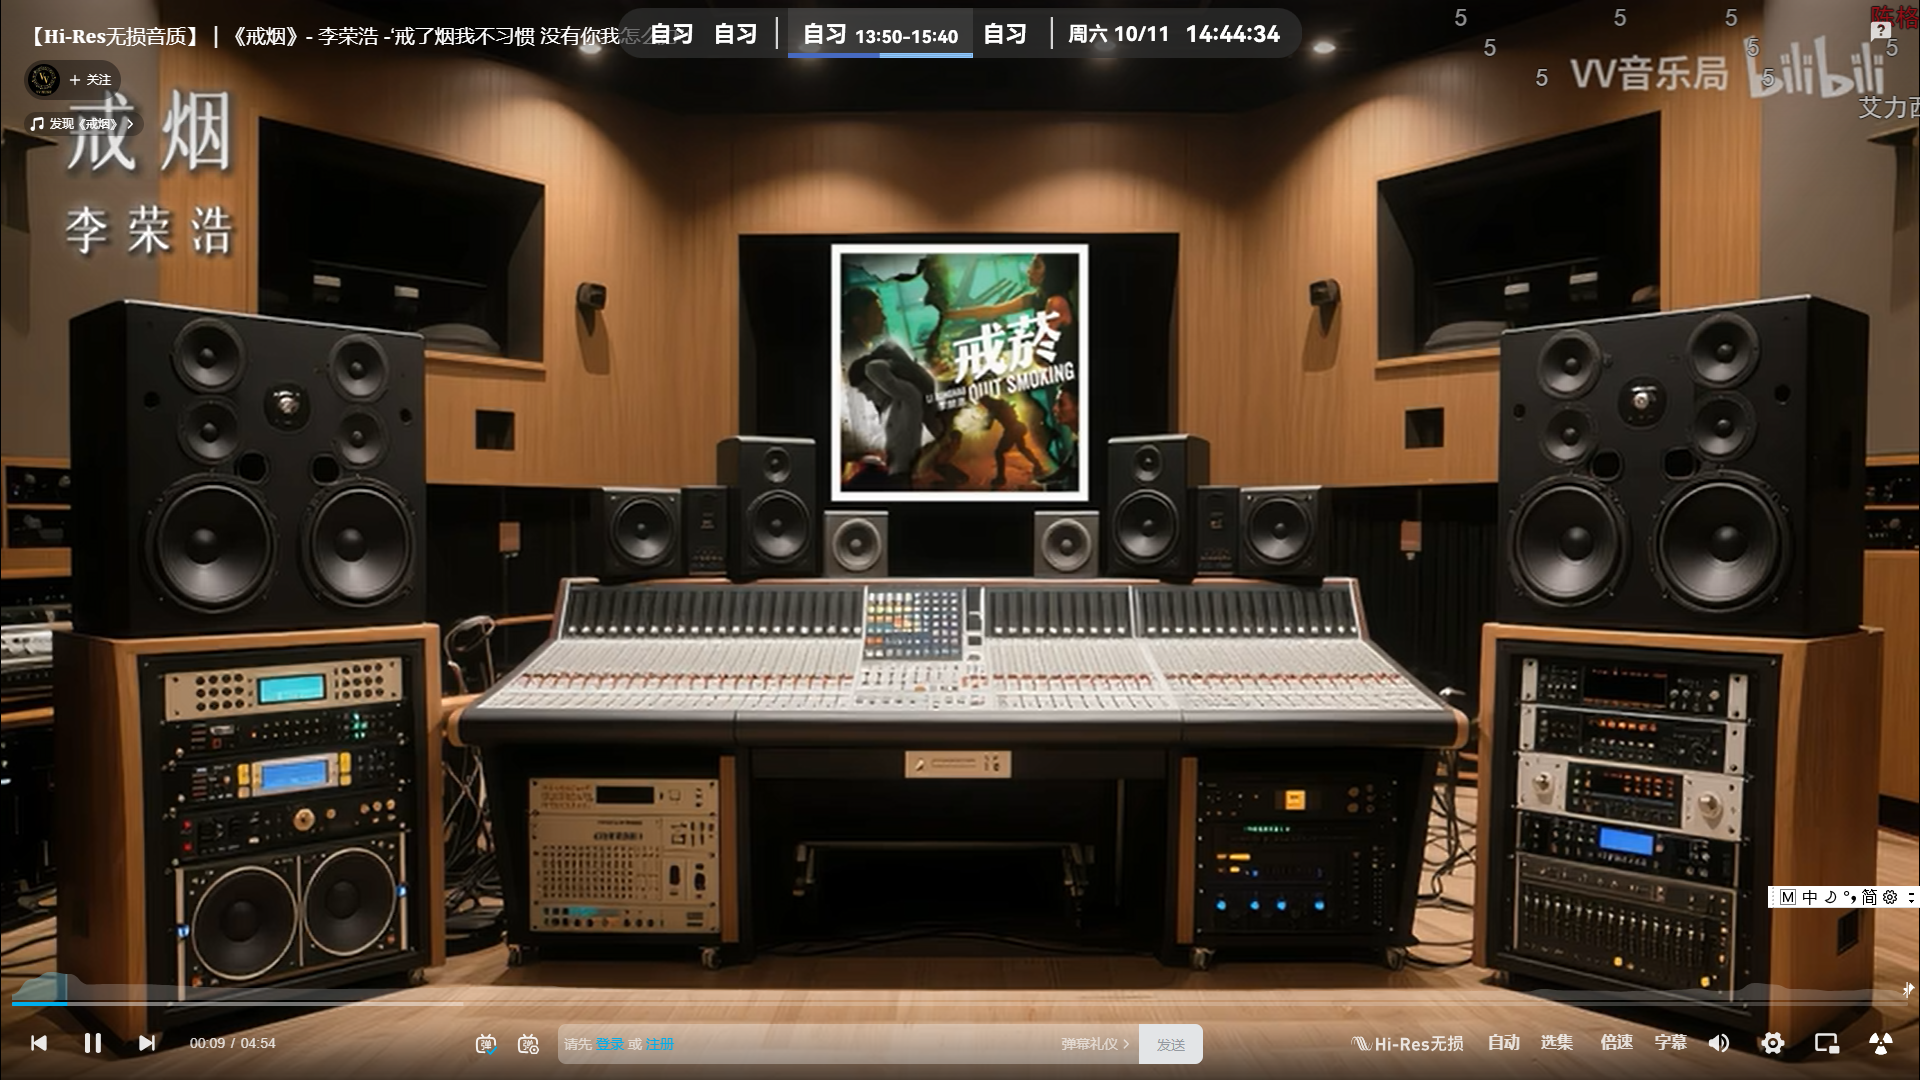 【Hi-Res无损音质】 | 《戒烟》- 李荣浩 -‘戒了烟我不习惯 没有你我怎么
自习 自习 | 自习 13:50-15:40 自习 | 周六 10/11 14:44:34
5 5 5
5 5 5
5 5
陈格
?
VV音乐局 bilibili
艾力西
+ 关注
发现《戒烟》 >
戒烟
李荣浩
戒菸
QUIT SMOKING
李荣浩
M 中 简
00:09 / 04:54
弹 弹
请先 登录 或 注册
弹幕礼仪 >
发送
Hi-Res无损 自动 选集 倍速 字幕